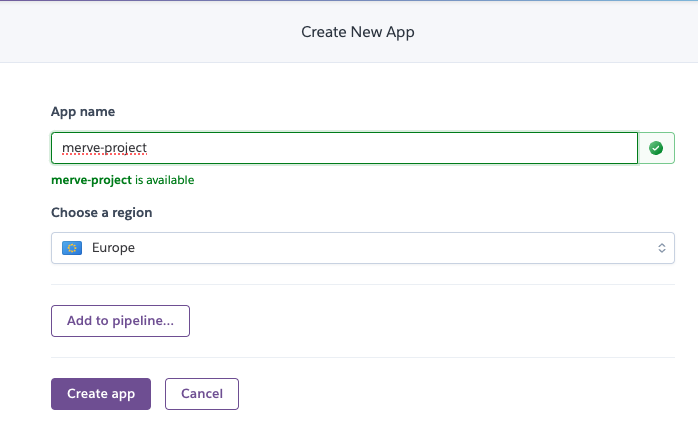 Create New App
App name
merve-project
merve-project is available
Choose a region
Europe
Add to pipeline...
Create app
Cancel